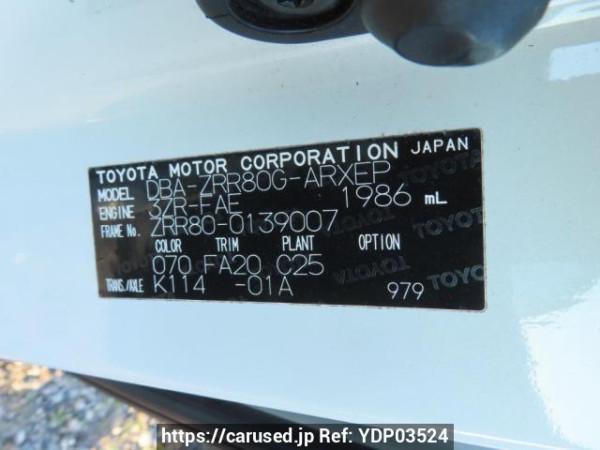 TOYOTA MOTOR CORPORATION JAPAN
MODEL DBA-ZRR80G-ARXEP
ENGINE 3ZR-FAE 1986 mL
FRAME No. ZRR80-0139007
COLOR TRIM PLANT OPTION
070 FA20 C25
TRANS./AXLE K114 -01A 979
https://carused.jp Ref: YDP03524